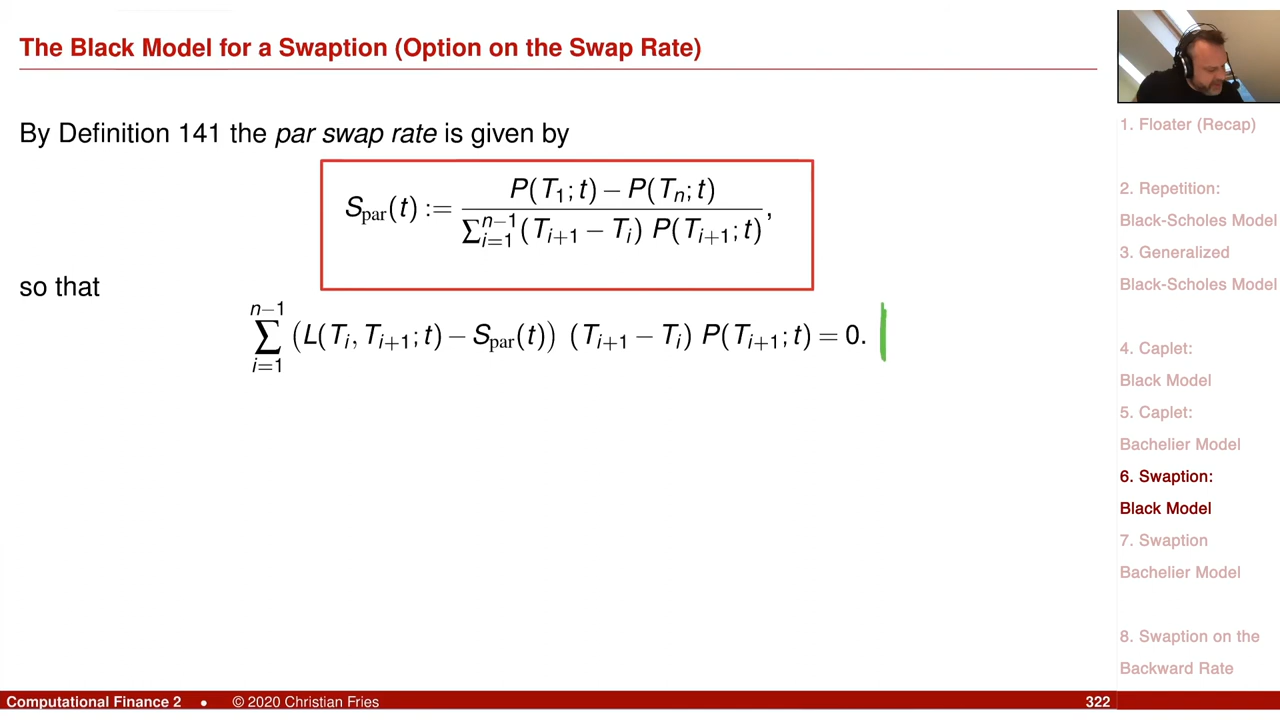 The Black Model for a Swaption (Option on the Swap Rate)
By Definition 141 the par swap rate is given by
S_par(t) := \frac{P(T_1;t) − P(T_n;t)}{∑_{i=1}^{n−1} (T_{i+1} − T_i) P(T_{i+1};t)},
so that
∑_{i=1}^{n−1} (L(T_i, T_{i+1};t) − S_par(t)) (T_{i+1} − T_i) P(T_{i+1};t) = 0.
1. Floater (Recap)
2. Repetition:
Black-Scholes Model
3. Generalized
Black-Scholes Model
4. Caplet:
Black Model
5. Caplet:
Bachelier Model
6. Swaption:
Black Model
7. Swaption
Bachelier Model
8. Swaption on the
Backward Rate
Computational Finance 2 • © 2020 Christian Fries 322